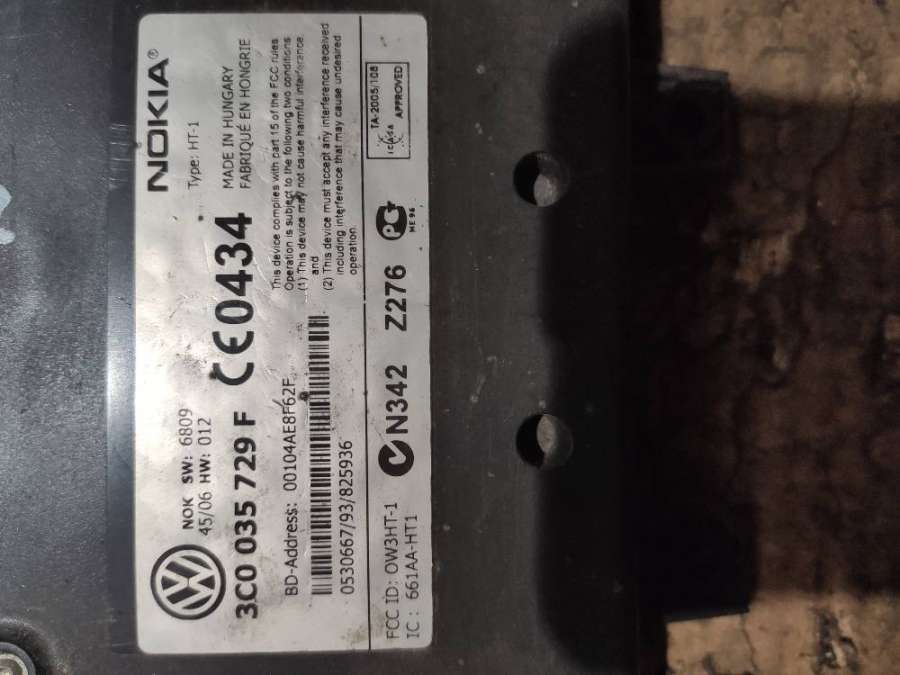 NOKIA®
NOK SW: 6809
45/06 HW: 012
Type: HT-1
3C0 035 729 F CE0434
MADE IN HUNGARY
FABRIQUÉ EN HONGRIE
BD-Address: 00104AE8F62F
0530667/93/825936
This device complies with part 15 of the FCC rules.
Operation is subject to the following two conditions
(1) This device may not cause harmful interferance
and
(2) This device must accept any interference received
including interference that may cause undesired
operation.
FCC ID: OW3HT-1
IC: 661AA-HT1
N342 Z276
ME 96
ICASA
TA-2005/108
APPROVED